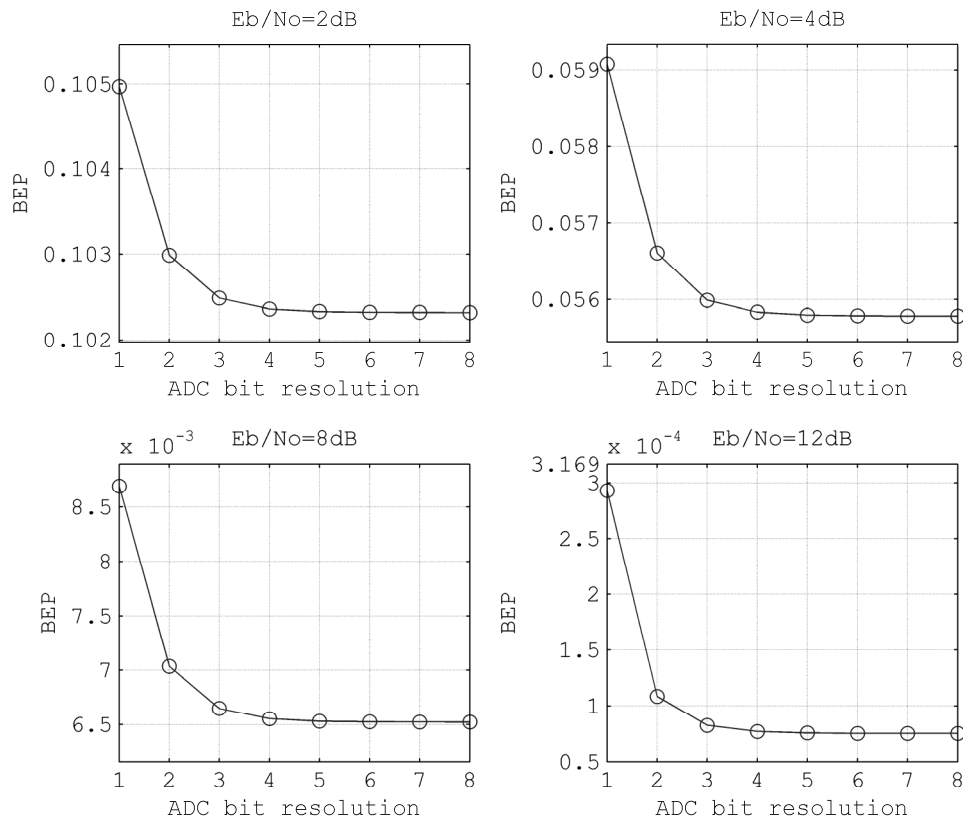 Eb/No=2dB
BEP
0.105
0.104
0.103
0.102
1 2 3 4 5 6 7 8
ADC bit resolution
Eb/No=4dB
BEP
0.059
0.058
0.057
0.056
1 2 3 4 5 6 7 8
ADC bit resolution
x 10⁻³ Eb/No=8dB
BEP
8.5
8
7.5
7
6.5
1 2 3 4 5 6 7 8
ADC bit resolution
x 10⁻⁴ Eb/No=12dB
BEP
3.169
3
2.5
2
1.5
1
0.5
1 2 3 4 5 6 7 8
ADC bit resolution